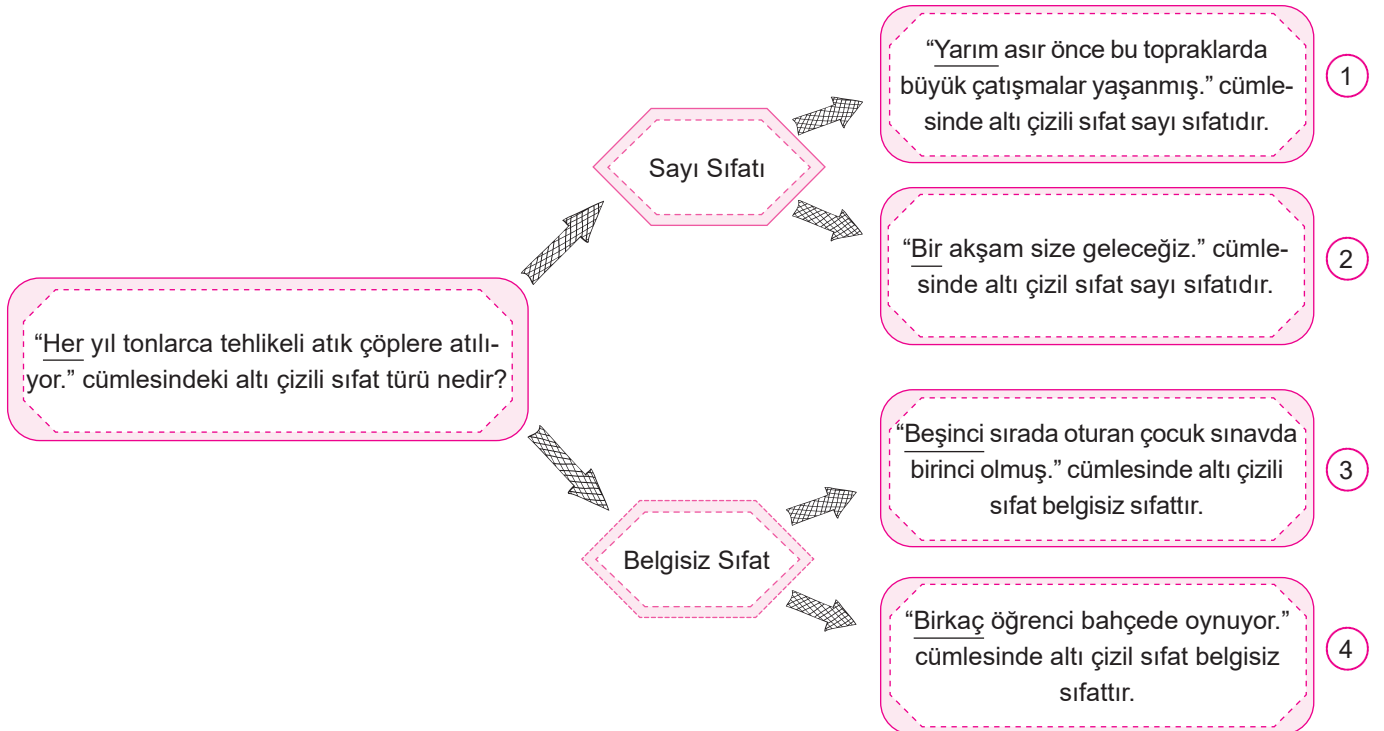 “Her yıl tonlarca tehlikeli atık çöplere atılı-
yor.” cümlesindeki altı çizili sıfat türü nedir?
Sayı Sıfatı
“Yarım asır önce bu topraklarda
büyük çatışmalar yaşanmış.” cümle-
sinde altı çizili sıfat sayı sıfatıdır.
1
“Bir akşam size geleceğiz.” cümle-
sinde altı çizil sıfat sayı sıfatıdır.
2
Belgisiz Sıfat
“Beşinci sırada oturan çocuk sınavda
birinci olmuş.” cümlesinde altı çizili
sıfat belgisiz sıfattır.
3
“Birkaç öğrenci bahçede oynuyor.”
cümlesinde altı çizil sıfat belgisiz
sıfattır.
4